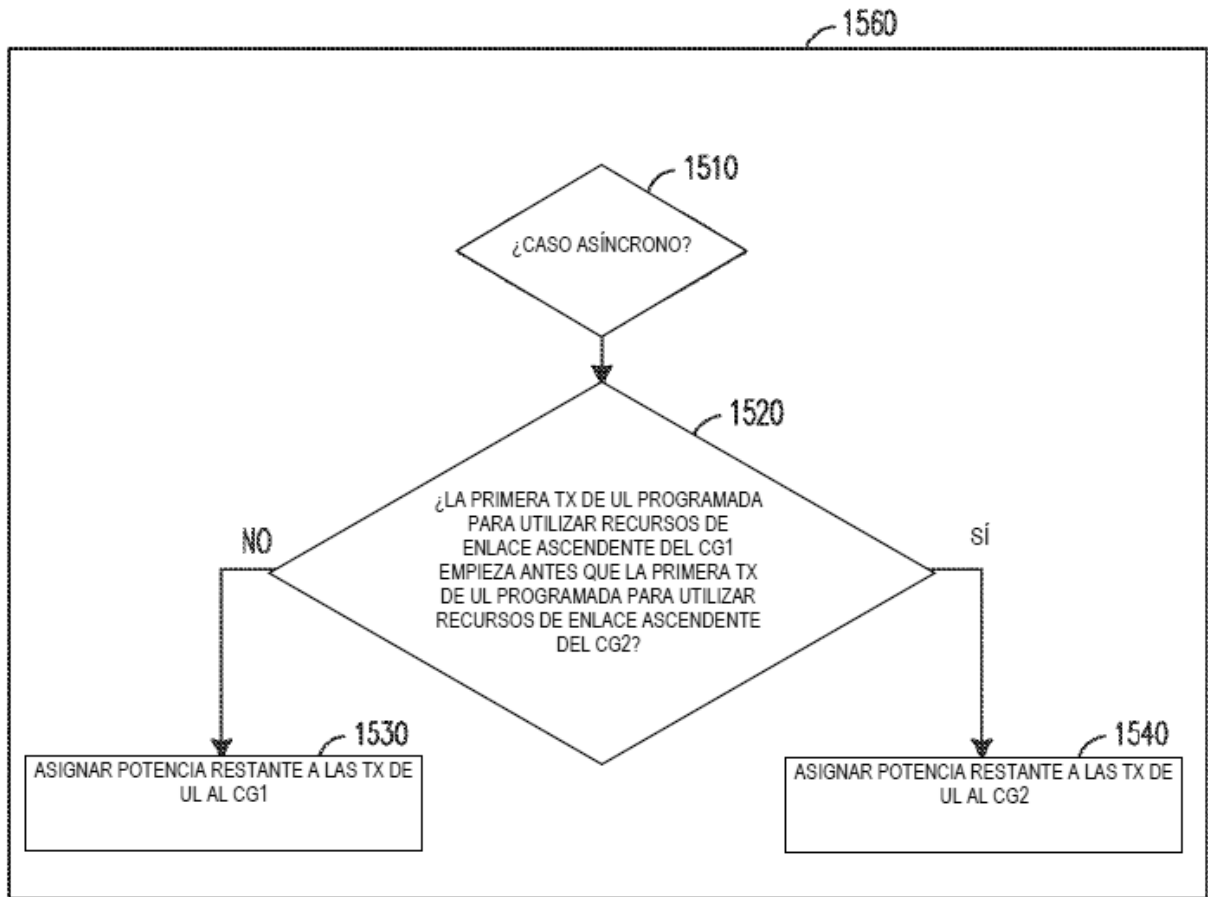 1560
1510
¿CASO ASÍNCRONO?
1520
¿LA PRIMERA TX DE UL PROGRAMADA
PARA UTILIZAR RECURSOS DE
ENLACE ASCENDENTE DEL CG1
EMPIEZA ANTES QUE LA PRIMERA TX
DE UL PROGRAMADA PARA UTILIZAR
RECURSOS DE ENLACE ASCENDENTE
DEL CG2?
NO
SÍ
1530
ASIGNAR POTENCIA RESTANTE A LAS TX DE
UL AL CG1
1540
ASIGNAR POTENCIA RESTANTE A LAS TX DE
UL AL CG2